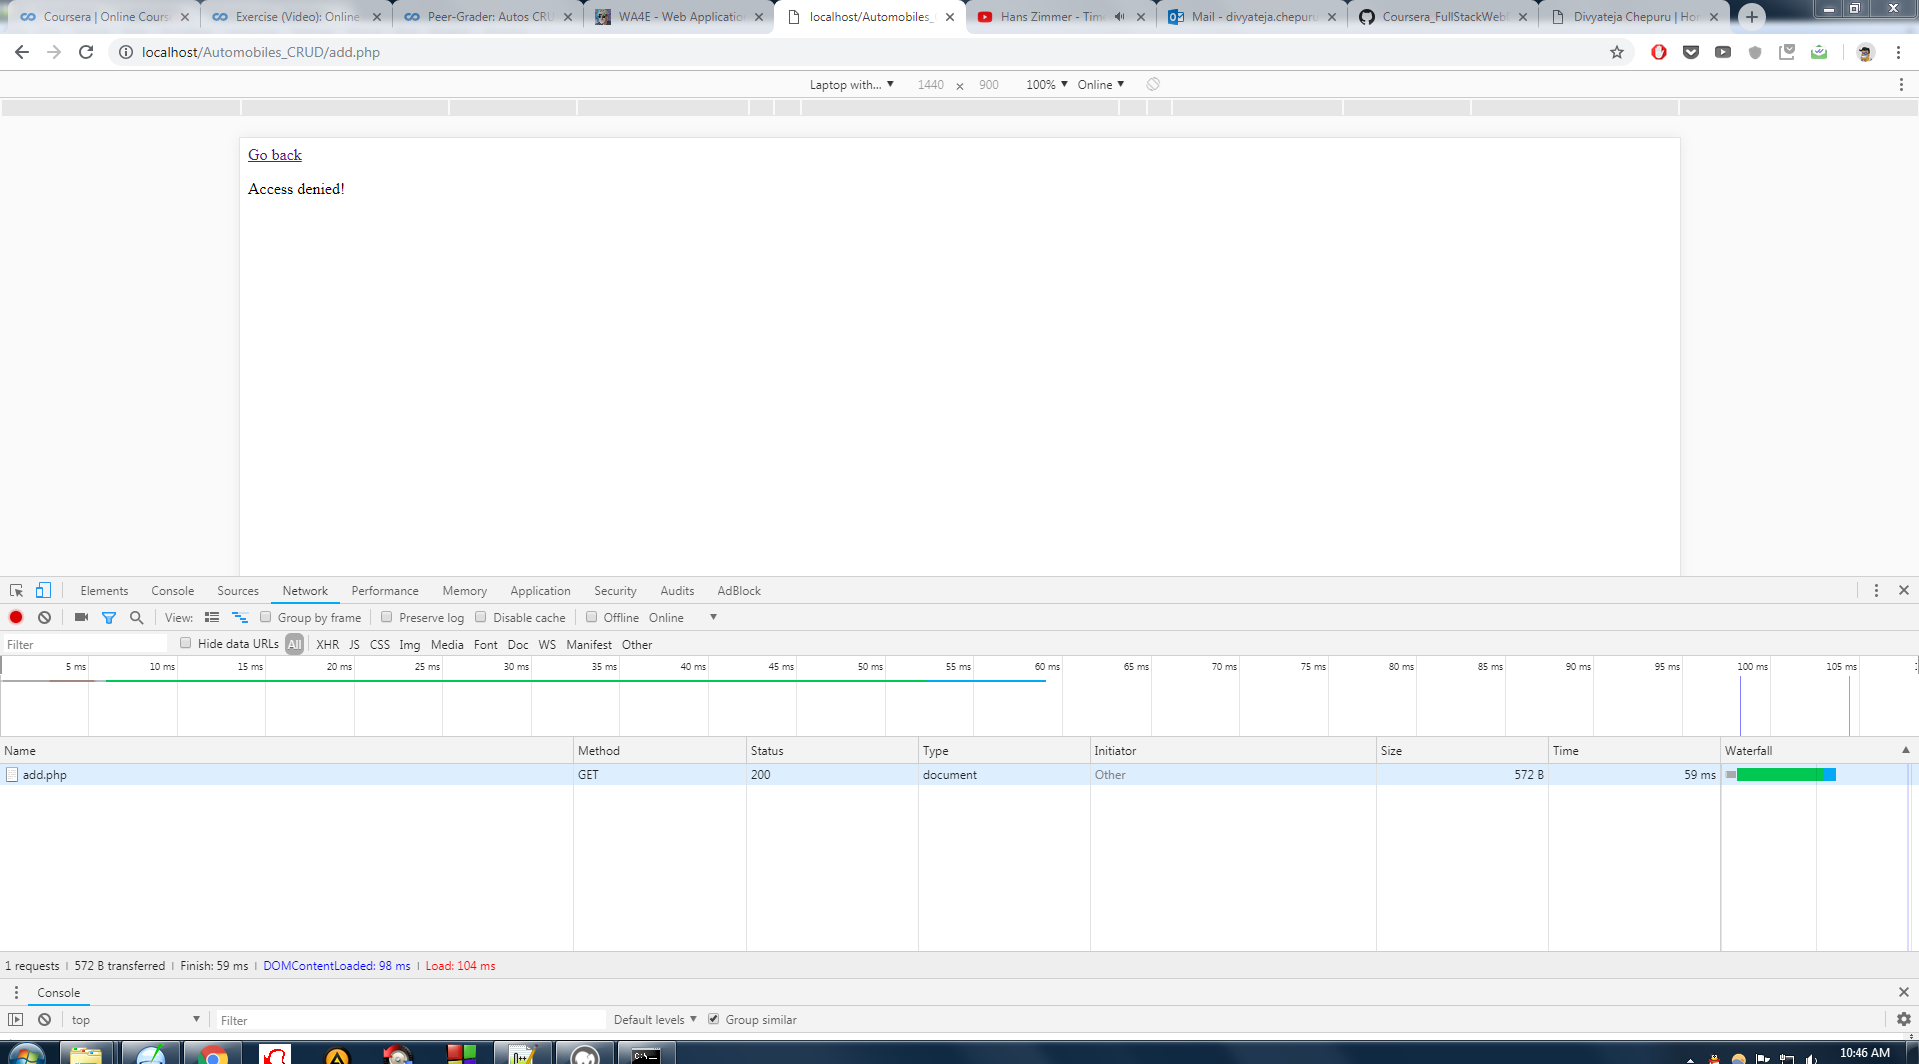 Coursera | Online Course
Exercise (Video): Online
Peer-Grader: Autos CRU
WA4E - Web Application
localhost/Automobiles_
Hans Zimmer - Time
Mail - divyateja.chepuru
Coursera_FullStackWeb
Divyateja Chepuru | Hor
localhost/Automobiles_CRUD/add.php
Laptop with... ▼ 1440 × 900 100% ▼ Online ▼
Go back
Access denied!
Elements Console Sources Network Performance Memory Application Security Audits AdBlock
View: Group by frame Preserve log Disable cache Offline Online ▼
Filter Hide data URLs All XHR JS CSS Img Media Font Doc WS Manifest Other
5 ms 10 ms 15 ms 20 ms 25 ms 30 ms 35 ms 40 ms 45 ms 50 ms 55 ms 60 ms 65 ms 70 ms 75 ms 80 ms 85 ms 90 ms 95 ms 100 ms 105 ms
Name Method Status Type Initiator Size Time Waterfall ▲
add.php GET 200 document Other 572 B 59 ms
1 requests | 572 B transferred | Finish: 59 ms | DOMContentLoaded: 98 ms | Load: 104 ms
Console
top ▼ Filter Default levels ▼ Group similar
C:\
10:46 AM